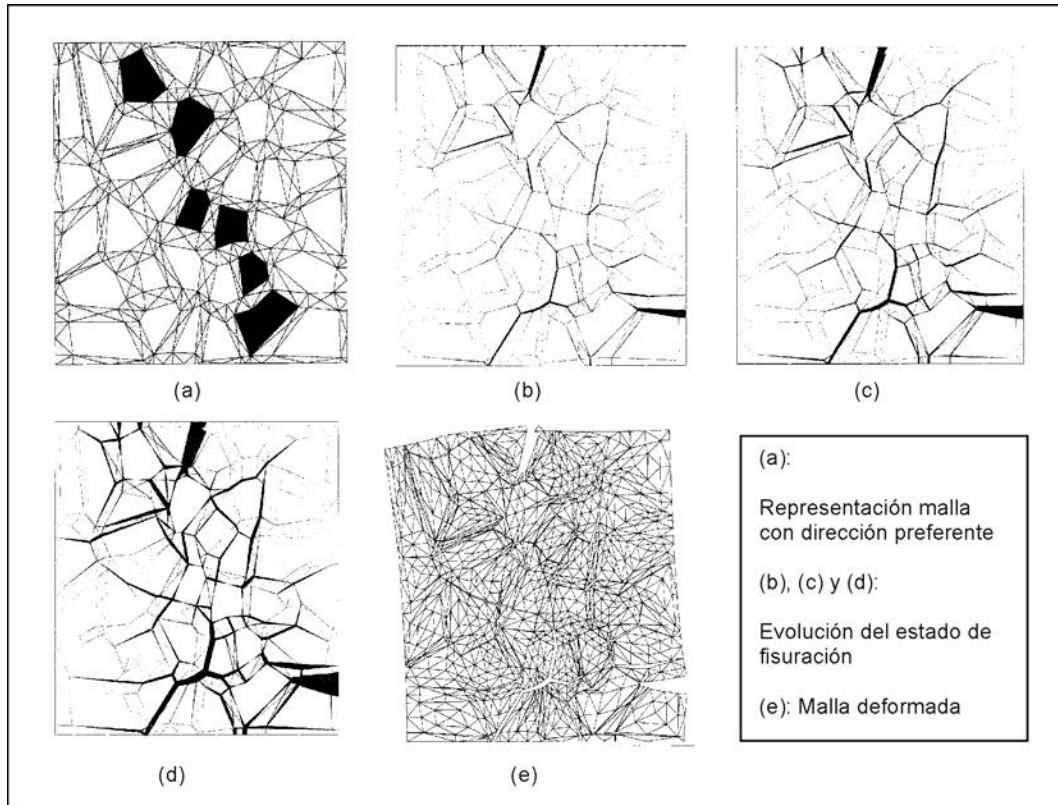 (a)
(b)
(c)
(d)
(e)
(a):
Representación malla
con dirección preferente
(b), (c) y (d):
Evolución del estado de
fisuración
(e): Malla deformada